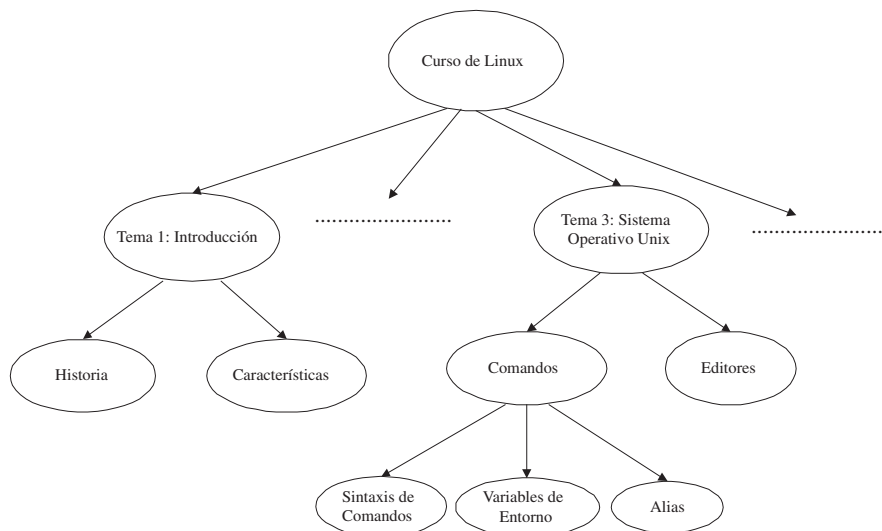 Curso de Linux
Tema 1: Introducción
........................
Tema 3: Sistema
Operativo Unix
.......................
Historia
Características
Comandos
Editores
Sintaxis de
Comandos
Variables de
Entorno
Alias